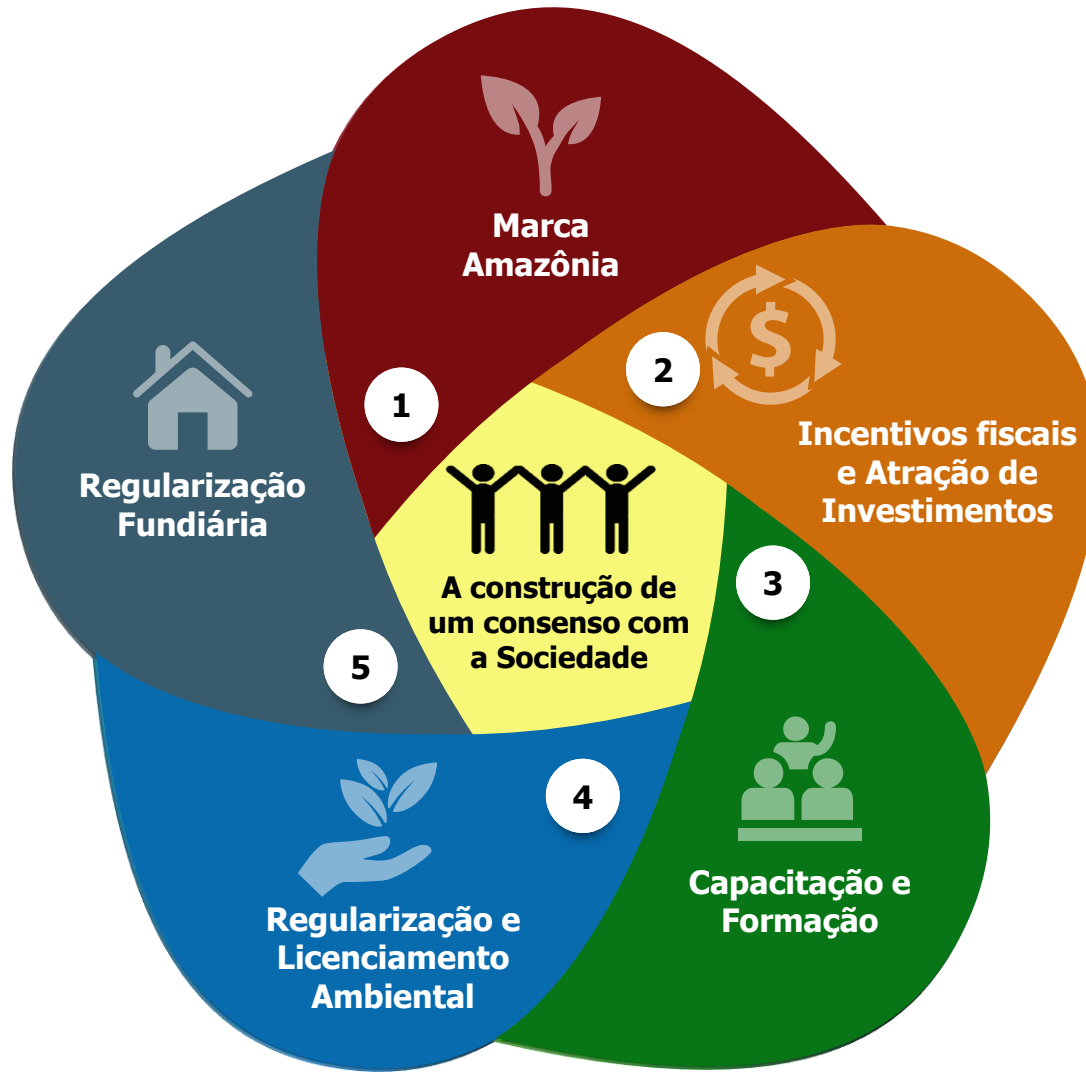 1
Marca
Amazônia
2
$
Incentivos fiscais
e Atração de
Investimentos
3
Capacitação e
Formação
4
Regularização e
Licenciamento
Ambiental
5
Regularização
Fundiária
A construção de
um consenso com
a Sociedade